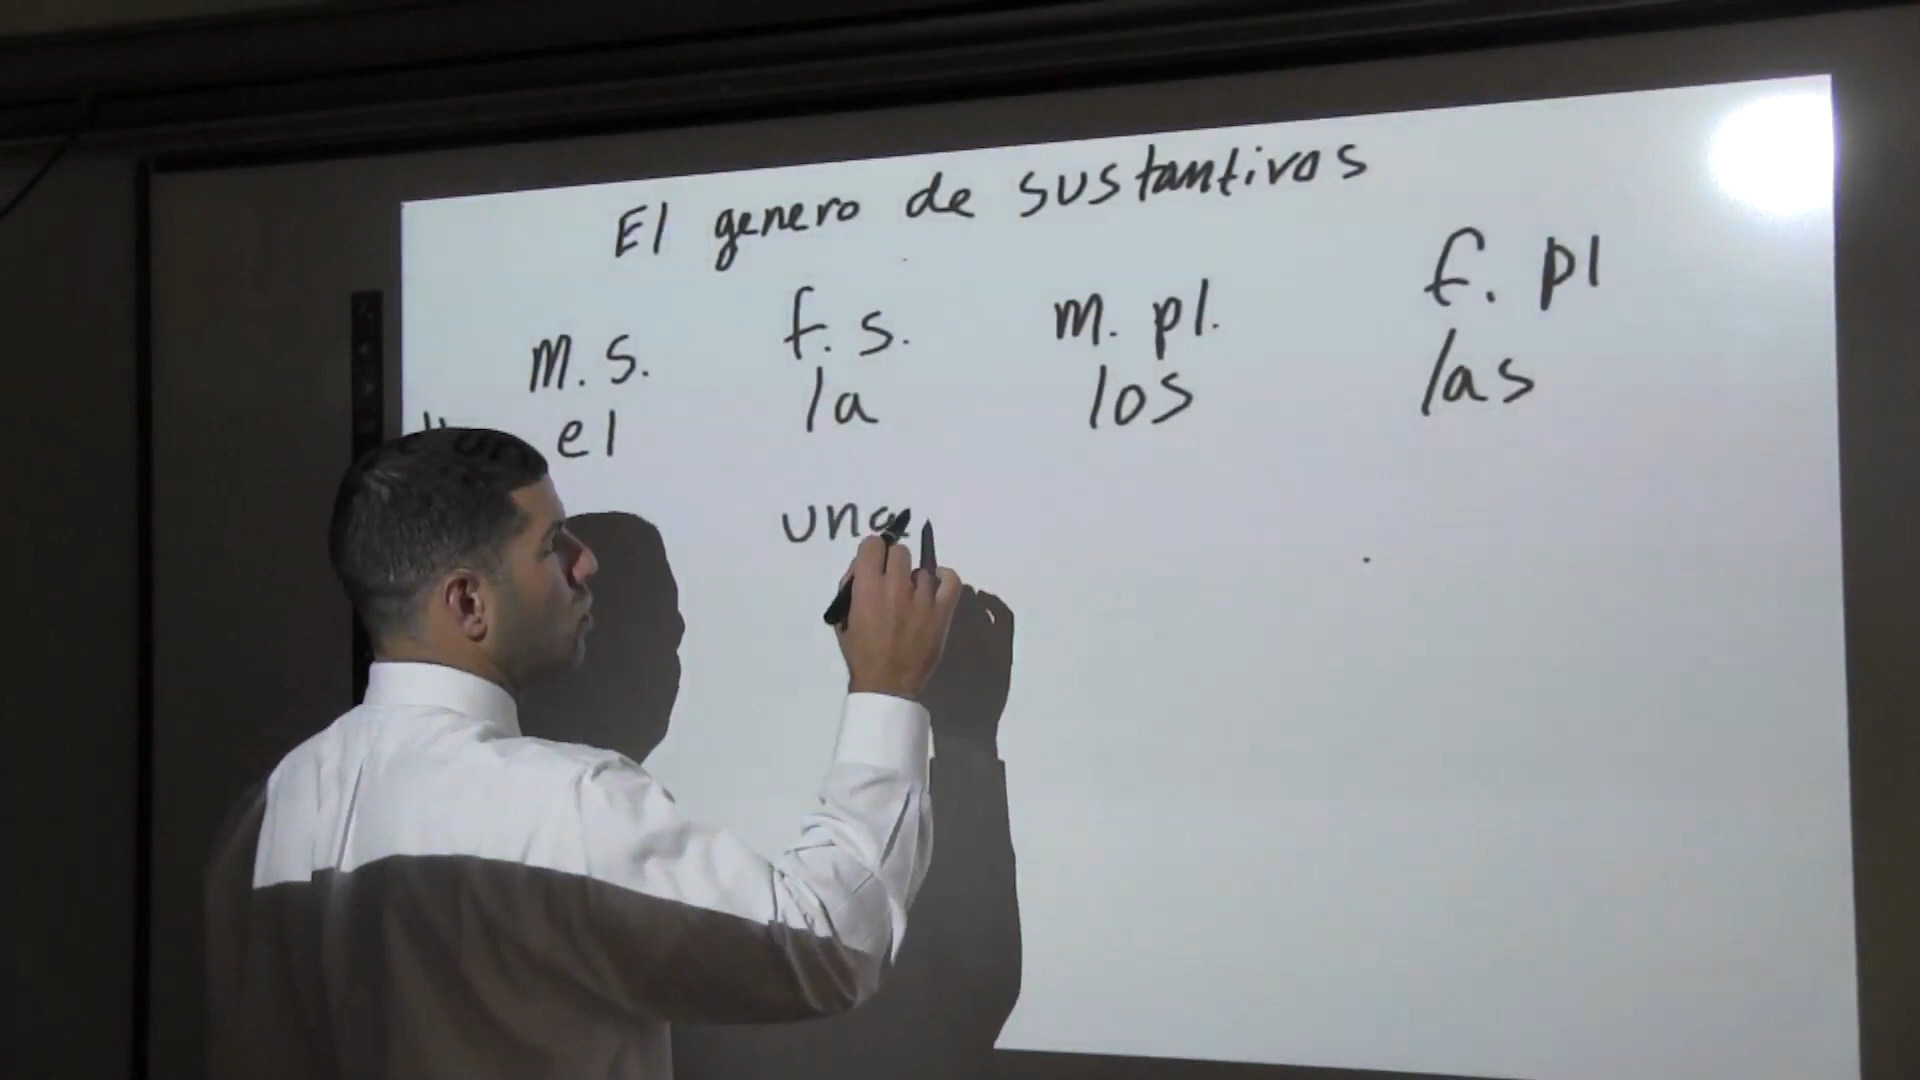 El genero de sustantivos
m. s. f. s. m. pl. f. pl
el la los las
una